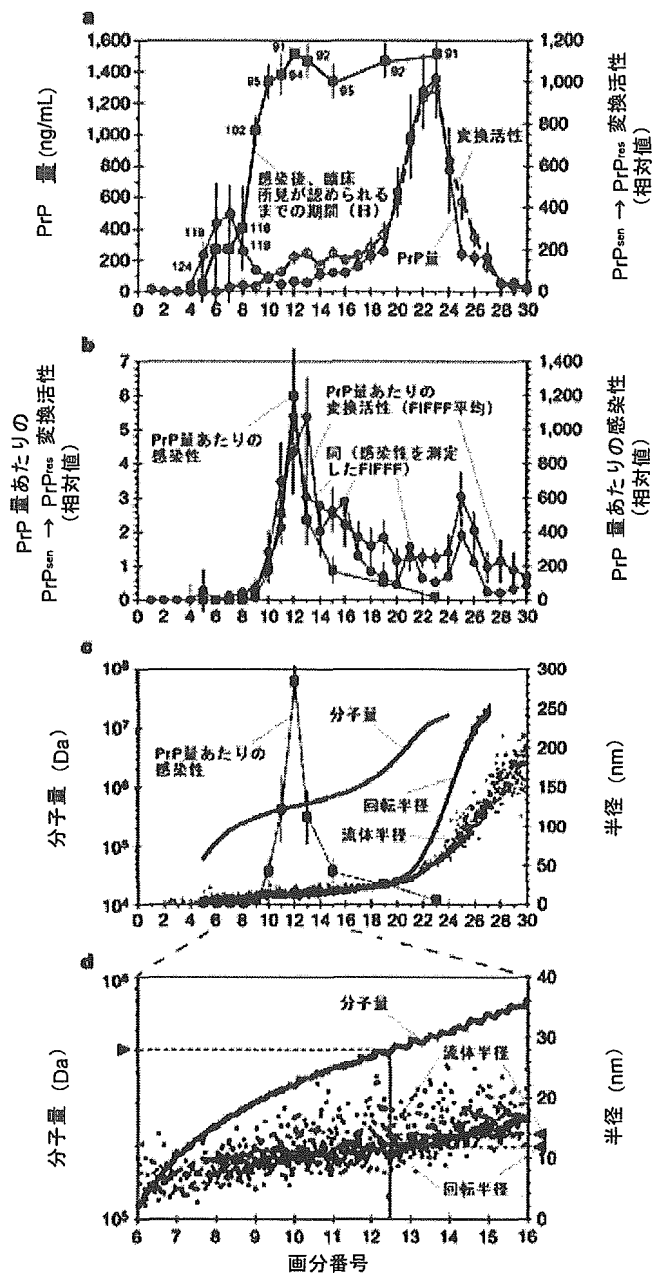 a
1,600
1,400
1,200
1,000
800
600
400
200
0
PrP 量 (ng/mL)
1,200
1,000
800
600
400
200
0
PrPsen → PrPres 変換活性
(相対値)
91
92
95
94
95
92
91
102
118
118
119
124
感染後、臨床
所見が認められる
までの期間(日)
変換活性
PrP量
0 2 4 6 8 10 12 14 16 18 20 22 24 26 28 30
b
7
6
5
4
3
2
1
0
PrP 量あたりの
PrPsen → PrPres 変換活性
(相対値)
1,400
1,200
1,000
800
600
400
200
0
PrP 量あたりの感染性
PrP量あたりの
感染性
PrP量あたりの
変換活性(FIFFF平均)
同(感染性を測定
したFIFFF)
0 2 4 6 8 10 12 14 16 18 20 22 24 26 28 30
c
10⁸
10⁷
10⁶
10⁵
10⁴
分子量 (Da)
300
250
200
150
100
50
0
半径 (nm)
PrP量あたりの
感染性
分子量
回転半径
流体半径
0 2 4 6 8 10 12 14 16 18 20 22 24 26 28 30
d
10⁵
分子量 (Da)
40
30
20
10
0
半径 (nm)
分子量
流体半径
回転半径
6 7 8 9 10 11 12 13 14 15 16
画分番号